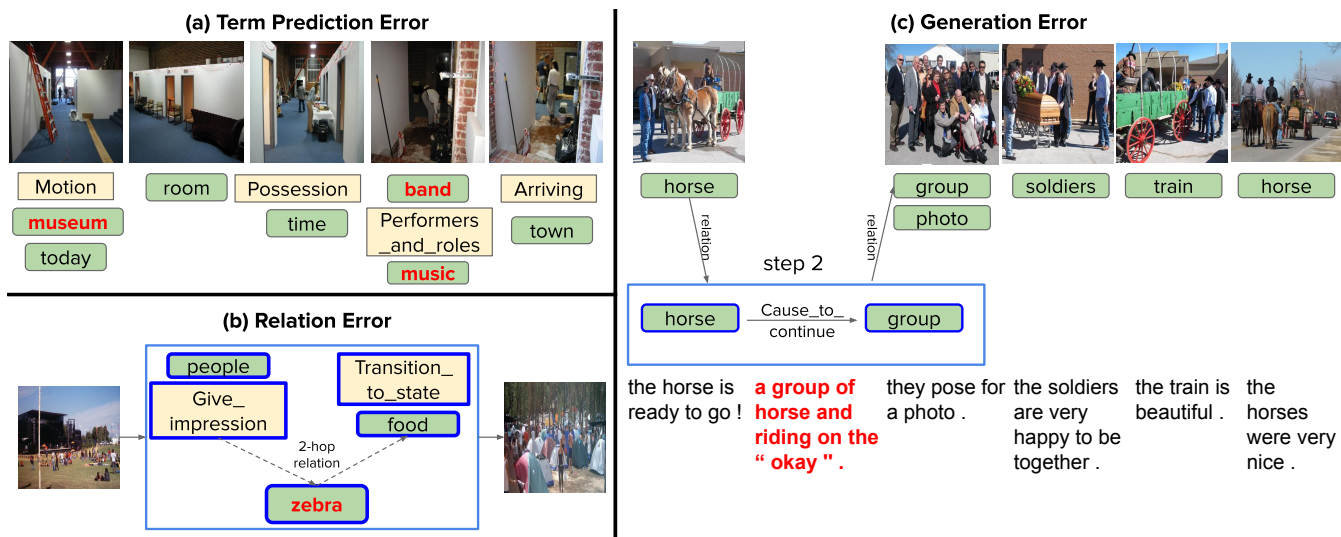 (a) Term Prediction Error
Motion
museum
today
room
Possession
time
band
Performers
_and_roles
music
Arriving
town
(b) Relation Error
people
Give_
impression
Transition_
to_state
food
2-hop
relation
zebra
(c) Generation Error
horse
group
photo
soldiers
train
horse
relation
relation
step 2
horse
Cause_to_
continue
group
the horse is
ready to go !
a group of
horse and
riding on the
“ okay " .
they pose for
a photo .
the soldiers
are very
happy to be
together .
the train is
beautiful .
the
horses
were very
nice .